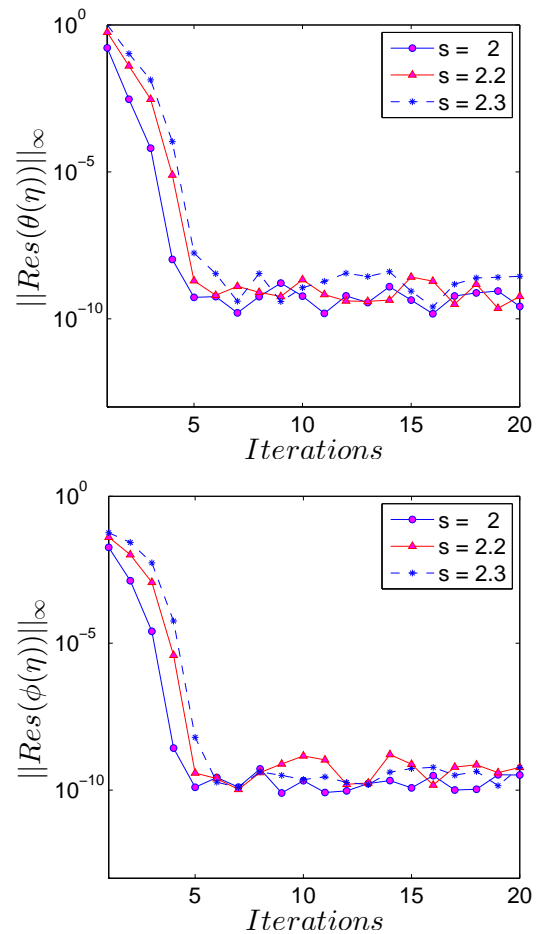 10^0
s = 2
s = 2.2
s = 2.3
10^-5
||Res(θ(η))||∞
10^-10
5 10 15 20
Iterations
10^0
s = 2
s = 2.2
s = 2.3
10^-5
||Res(ϕ(η))||∞
10^-10
5 10 15 20
Iterations